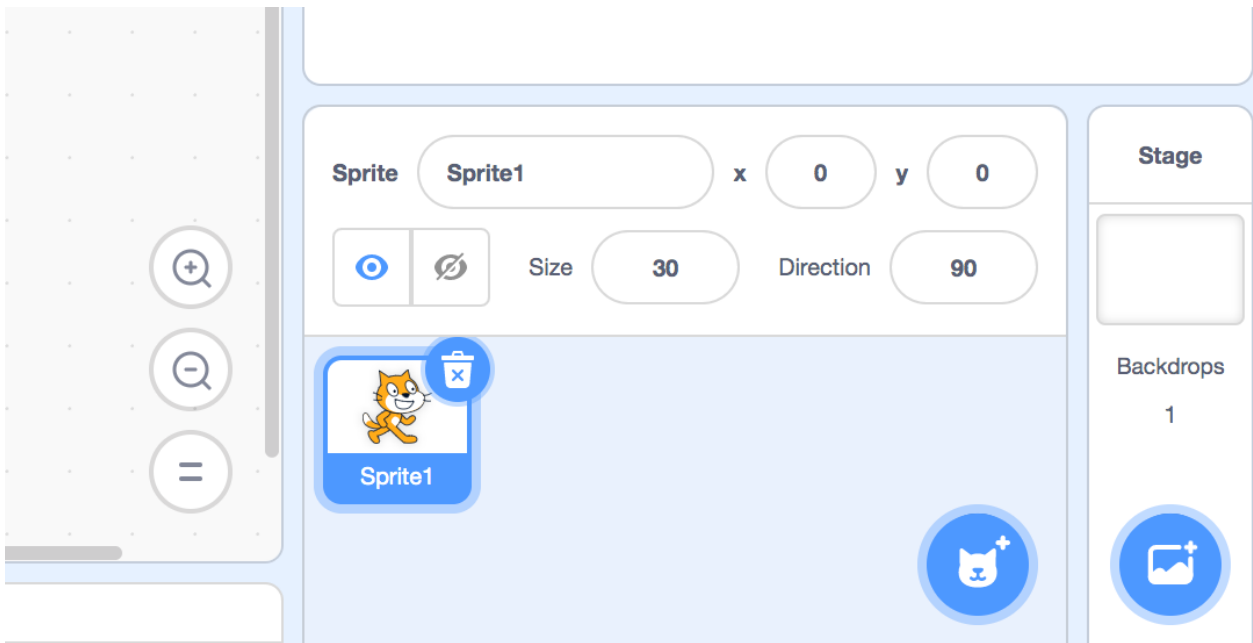 Sprite Sprite1 x 0 y 0
Size 30 Direction 90
Sprite1
Stage
Backdrops
1